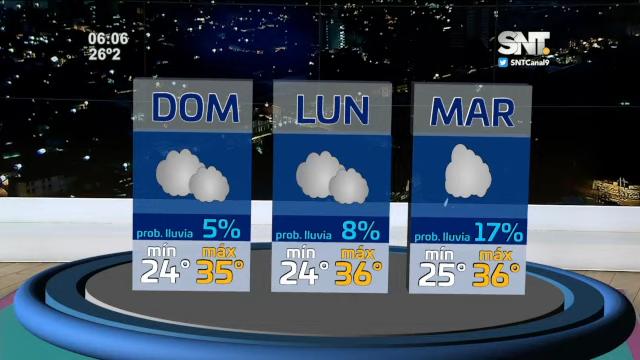 06:06
26°2
SNT
SNTCanal9
DOM
prob. lluvia 5%
mín máx
24° 35°
LUN
prob. lluvia 8%
mín máx
24° 36°
MAR
prob. lluvia 17%
mín máx
25° 36°